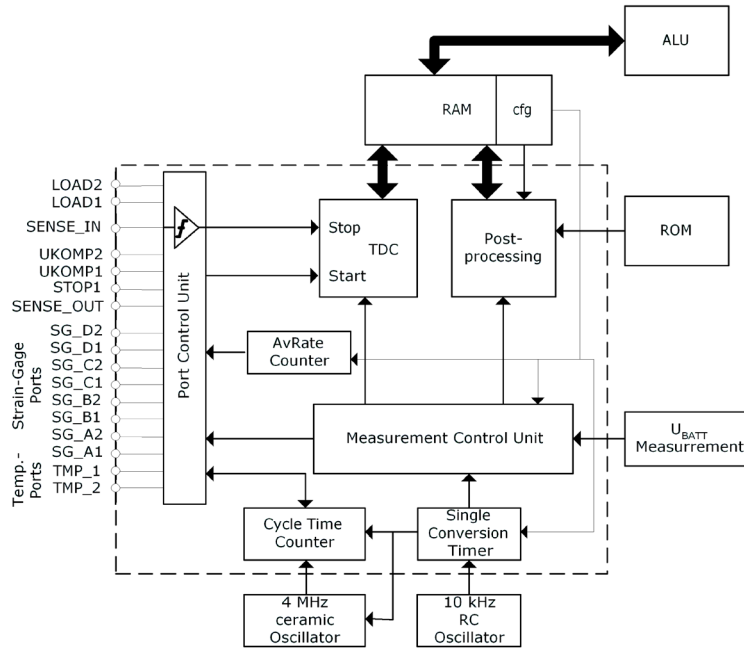 ALU
RAM
cfg
LOAD2
LOAD1
SENSE_IN
UKOMP2
UKOMP1
STOP1
SENSE_OUT
SG_D2
SG_D1
SG_C2
SG_C1
SG_B2
SG_B1
SG_A2
SG_A1
TMP_1
TMP_2
Strain-Gage
Ports
Temp.-
Ports
Port Control Unit
Stop
TDC
Start
Post-
processing
ROM
AvRate
Counter
Measurement Control Unit
UBATT
Measurrement
Cycle Time
Counter
Single
Conversion
Timer
4 MHz
ceramic
Oscillator
10 kHz
RC
Oscillator